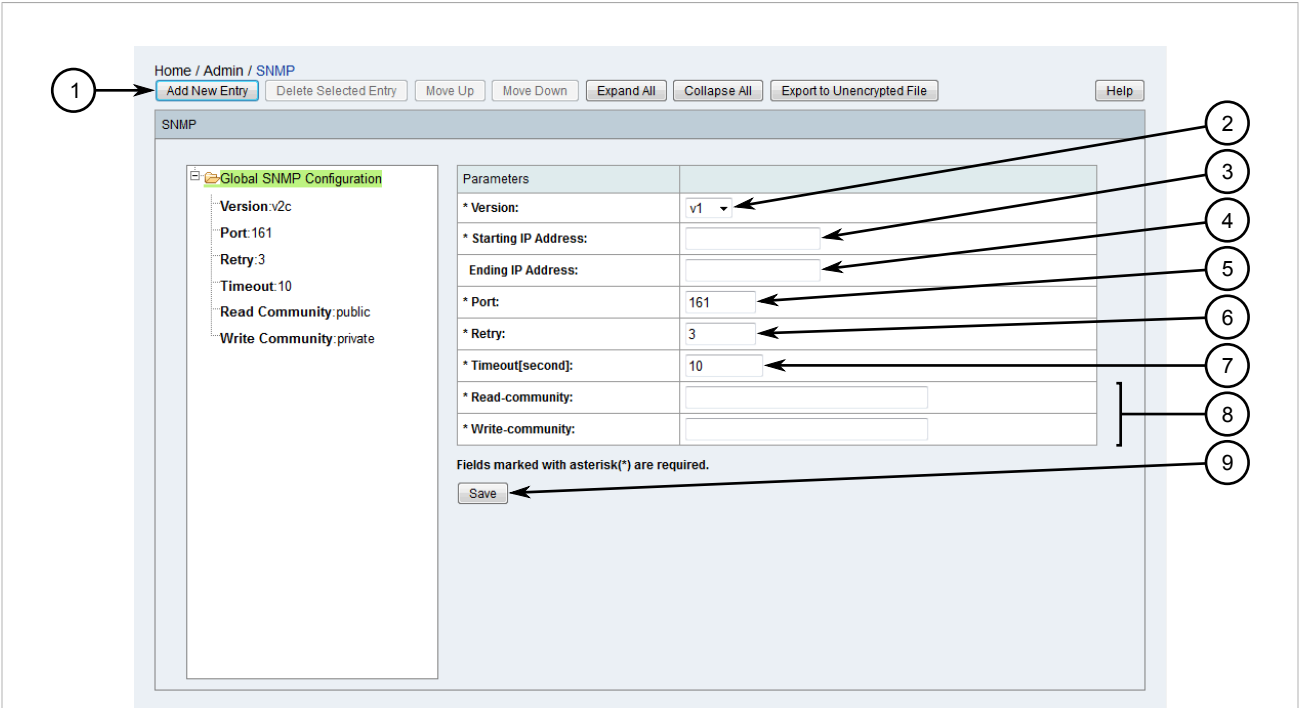 Home / Admin / SNMP
1
Add New Entry Delete Selected Entry Move Up Move Down Expand All Collapse All Export to Unencrypted File Help
SNMP
2
Global SNMP Configuration
Version:v2c
Port:161
Retry:3
Timeout:10
Read Community:public
Write Community:private
Parameters
3
* Version: v1
* Starting IP Address:
4
Ending IP Address:
5
* Port: 161
6
* Retry: 3
7
* Timeout[second]: 10
* Read-community:
8
* Write-community:
Fields marked with asterisk(*) are required.
9
Save